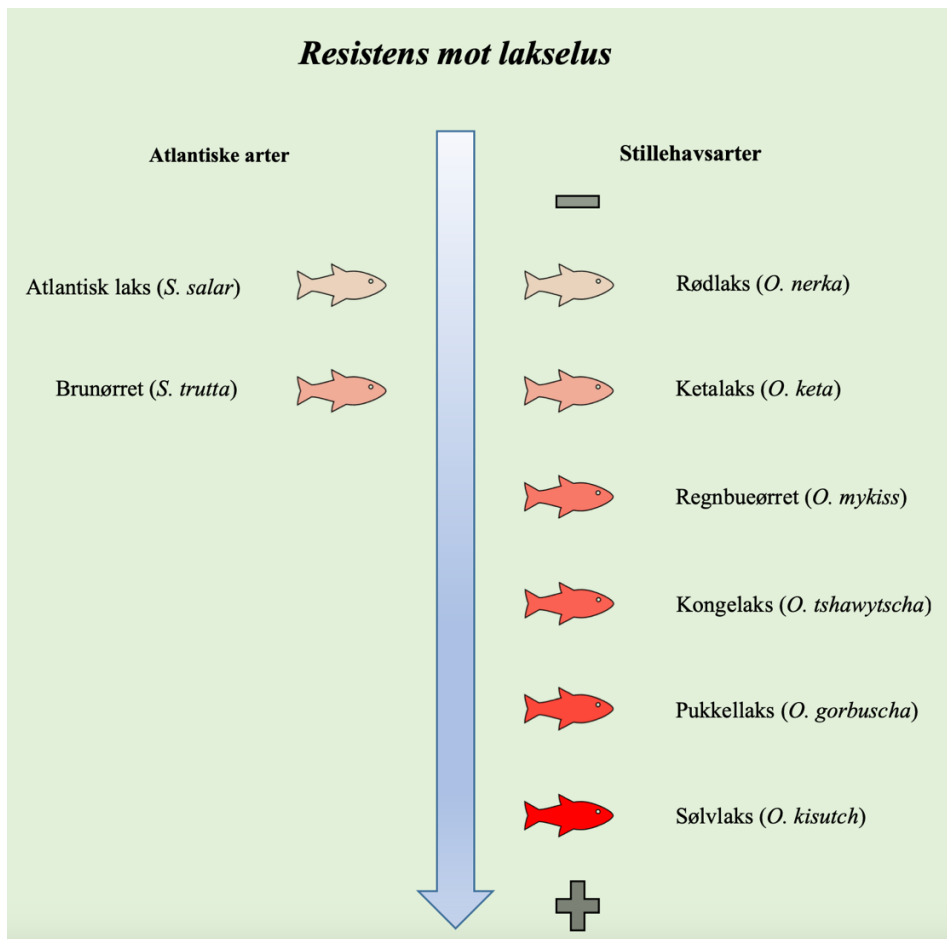 Resistens mot lakselus
Atlantiske arter
Stillehavsarter
Atlantisk laks (S. salar)
Rødlaks (O. nerka)
Brunørret (S. trutta)
Ketalaks (O. keta)
Regnbueørret (O. mykiss)
Kongelaks (O. tshawytscha)
Pukkellaks (O. gorbuscha)
Sølvlaks (O. kisutch)